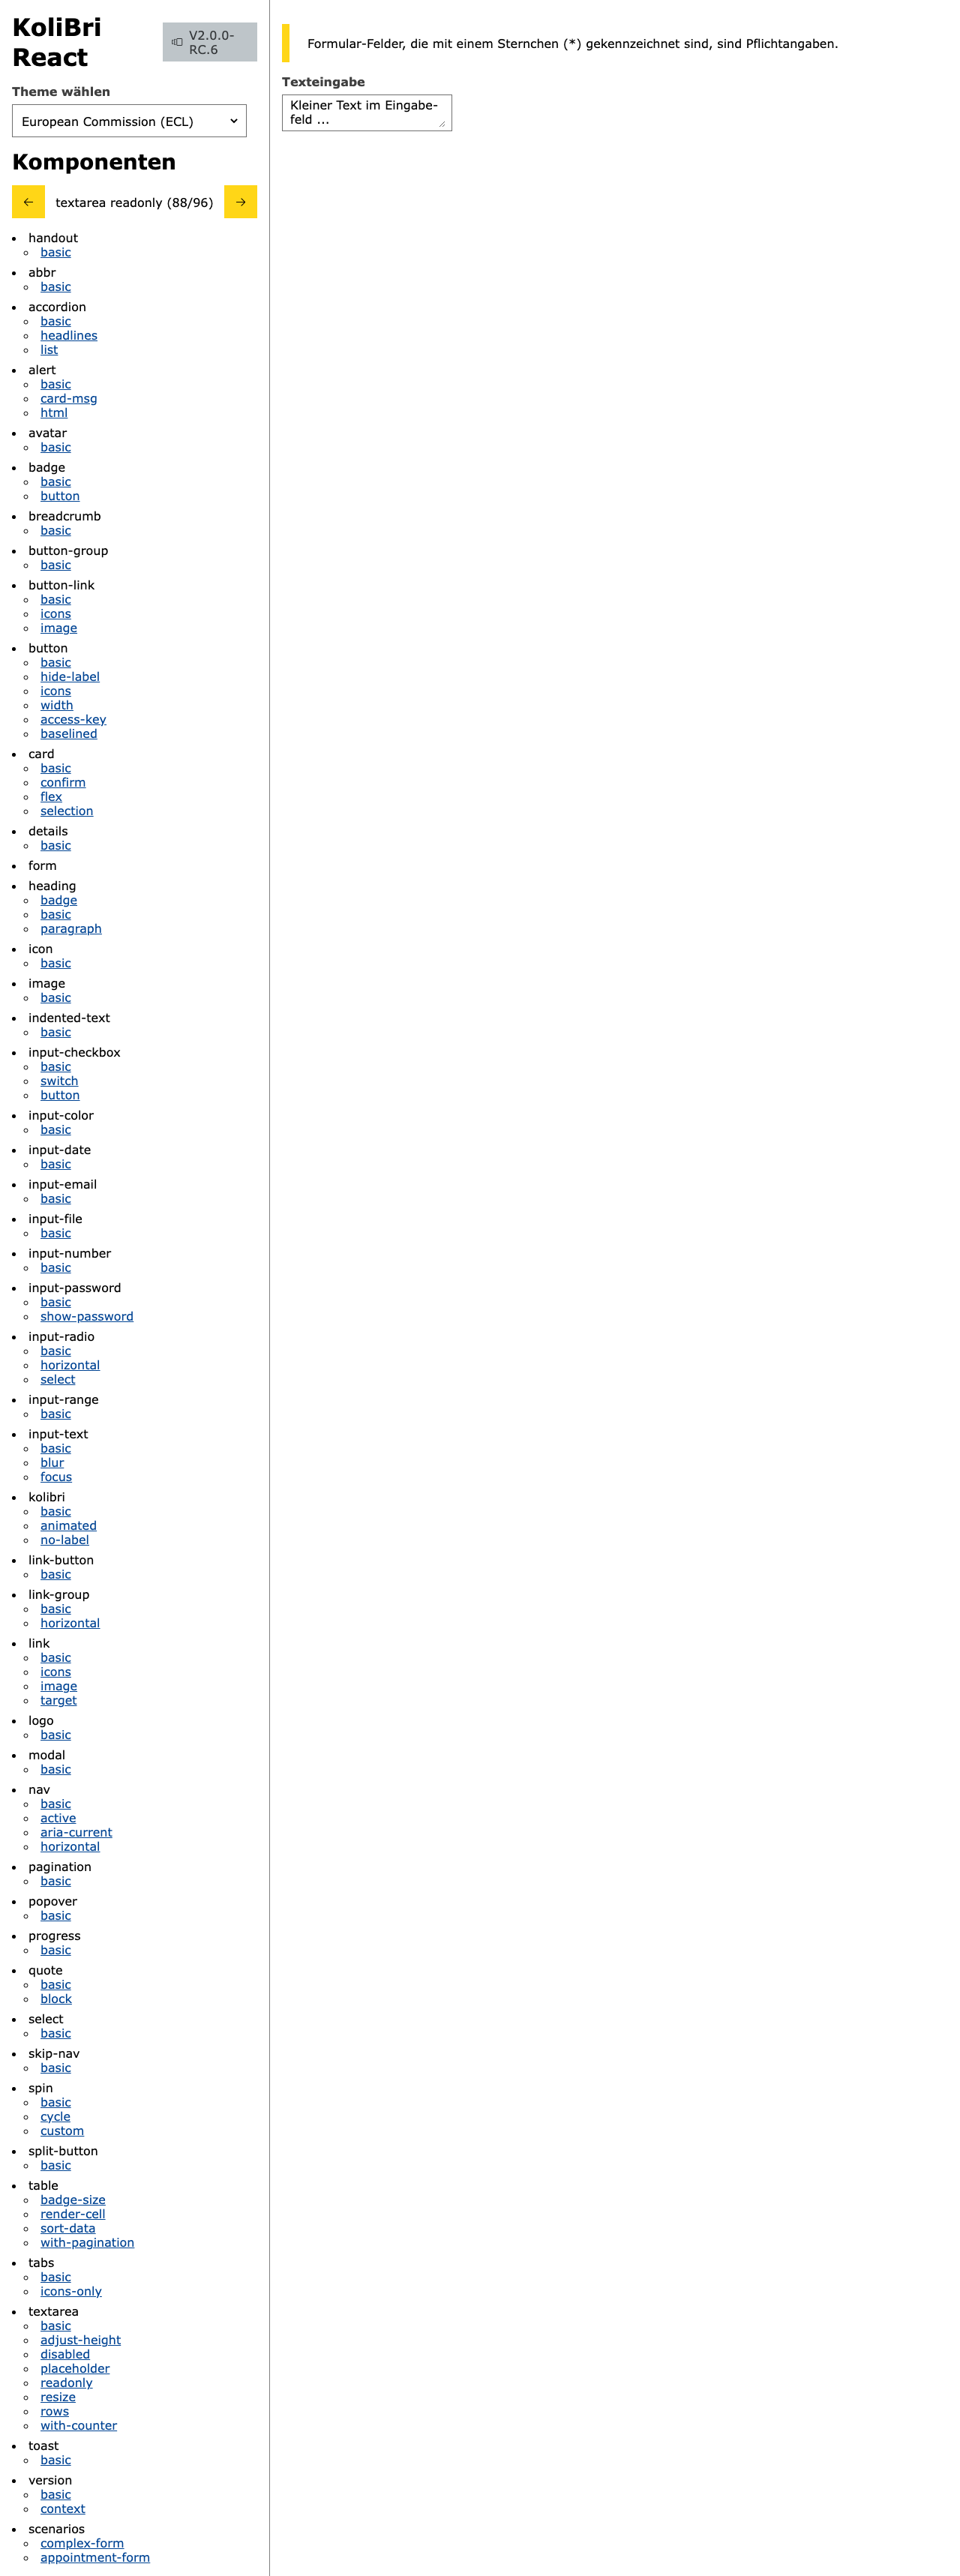 KoliBri
React
V2.0.0-
RC.6
Theme wählen
European Commission (ECL)
Komponenten
← textarea readonly (88/96) →
handout
basic
abbr
basic
accordion
basic
headlines
list
alert
basic
card-msg
html
avatar
basic
badge
basic
button
breadcrumb
basic
button-group
basic
button-link
basic
icons
image
button
basic
hide-label
icons
width
access-key
baselined
card
basic
confirm
flex
selection
details
basic
form
heading
badge
basic
paragraph
icon
basic
image
basic
indented-text
basic
input-checkbox
basic
switch
button
input-color
basic
input-date
basic
input-email
basic
input-file
basic
input-number
basic
input-password
basic
show-password
input-radio
basic
horizontal
select
input-range
basic
input-text
basic
blur
focus
kolibri
basic
animated
no-label
link-button
basic
link-group
basic
horizontal
link
basic
icons
image
target
logo
basic
modal
basic
nav
basic
active
aria-current
horizontal
pagination
basic
popover
basic
progress
basic
quote
basic
block
select
basic
skip-nav
basic
spin
basic
cycle
custom
split-button
basic
table
badge-size
render-cell
sort-data
with-pagination
tabs
basic
icons-only
textarea
basic
adjust-height
disabled
placeholder
readonly
resize
rows
with-counter
toast
basic
version
basic
context
scenarios
complex-form
appointment-form
Formular-Felder, die mit einem Sternchen (*) gekennzeichnet sind, sind Pflichtangaben.
Texteingabe
Kleiner Text im Eingabe-
feld ...